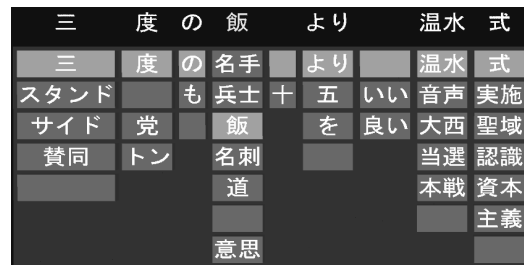 三 度 の 飯 より 温水 式
三 度 の 名手 より 温水 式
スタンド も 兵士 十 五 いい 音声 実施
サイド 党 飯 を 良い 大西 聖域
賛同 トン 名刺 当選 認識
道 本戦 資本
主義
意思